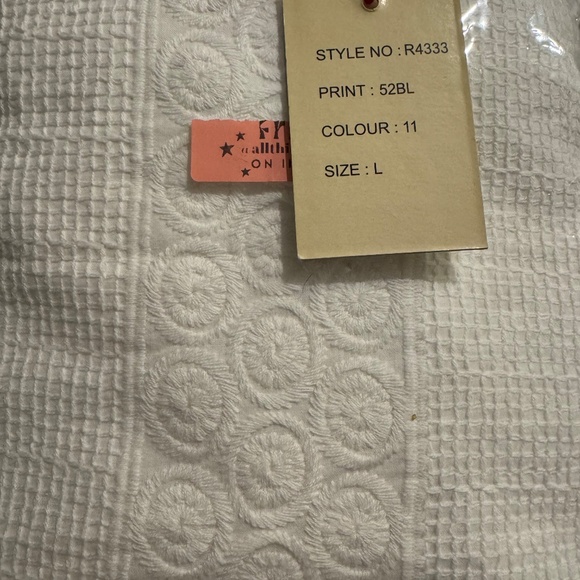 STYLE NO : R4333
PRINT : 52BL
COLOUR : 11
SIZE : L
ON